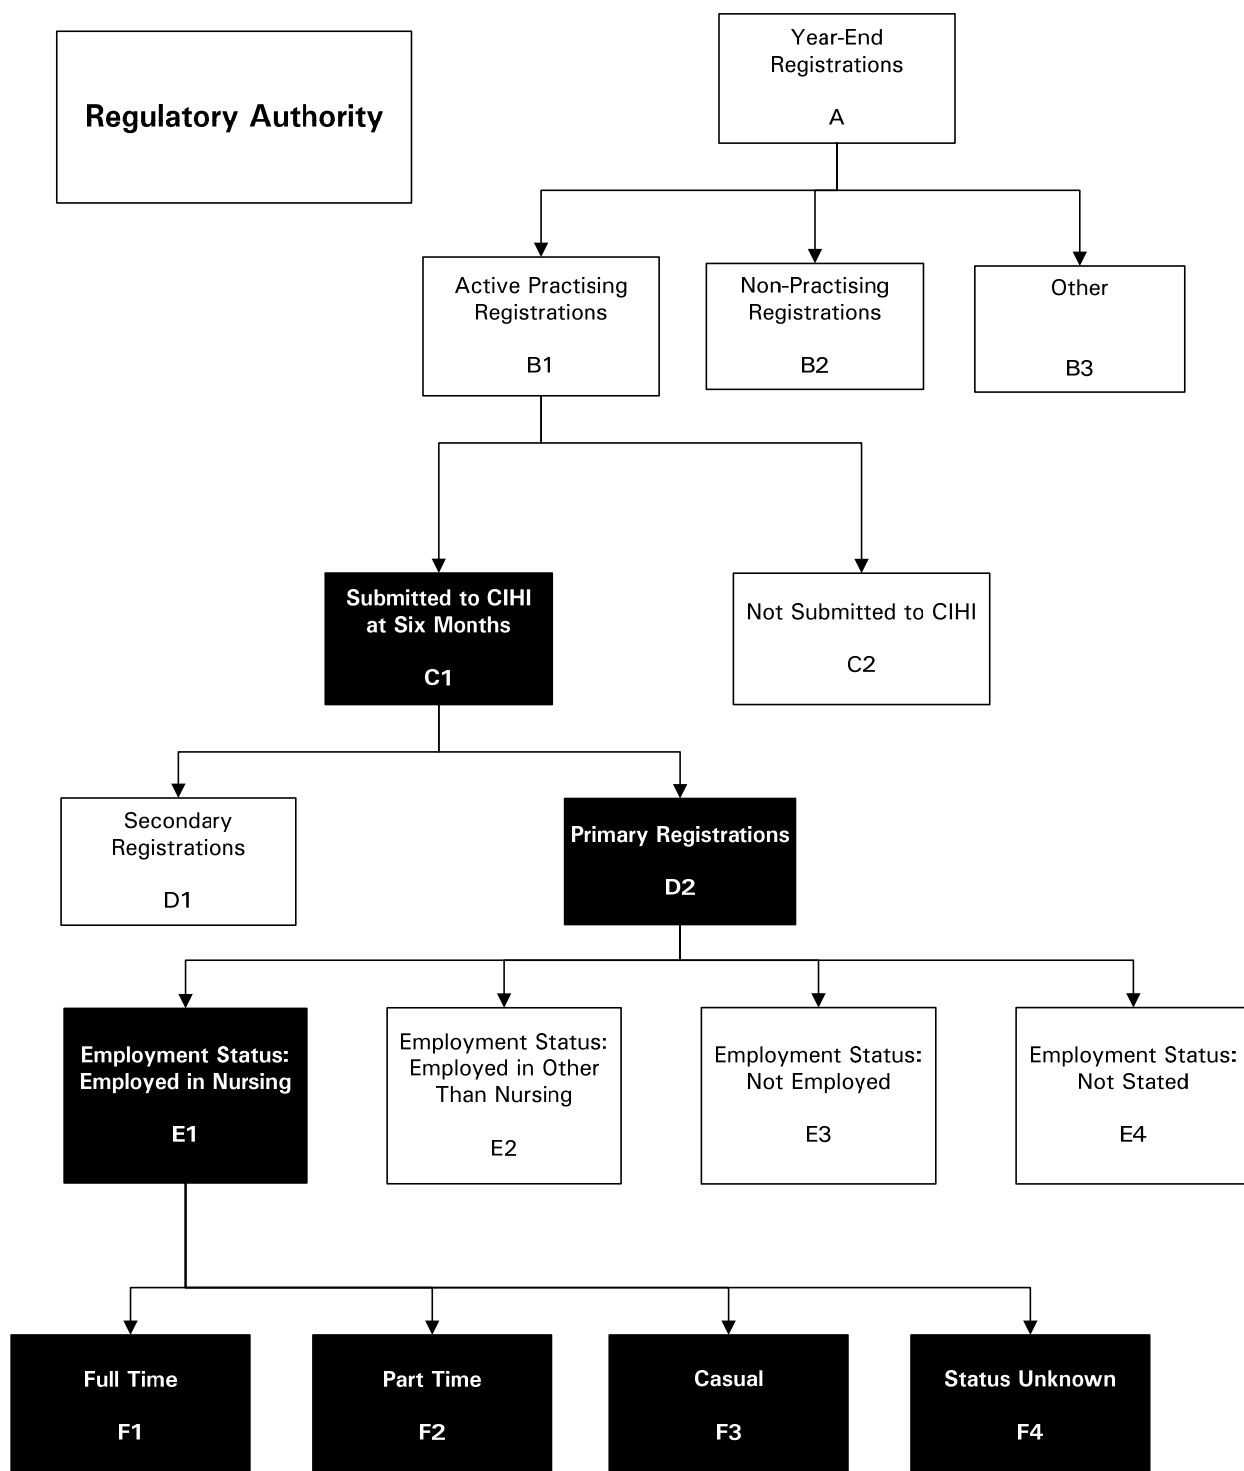 Regulatory Authority
Year-End
Registrations
A
Active Practising
Registrations
B1
Non-Practising
Registrations
B2
Other
B3
Submitted to CIHI
at Six Months
C1
Not Submitted to CIHI
C2
Secondary
Registrations
D1
Primary Registrations
D2
Employment Status:
Employed in Nursing
E1
Employment Status:
Employed in Other
Than Nursing
E2
Employment Status:
Not Employed
E3
Employment Status:
Not Stated
E4
Full Time
F1
Part Time
F2
Casual
F3
Status Unknown
F4